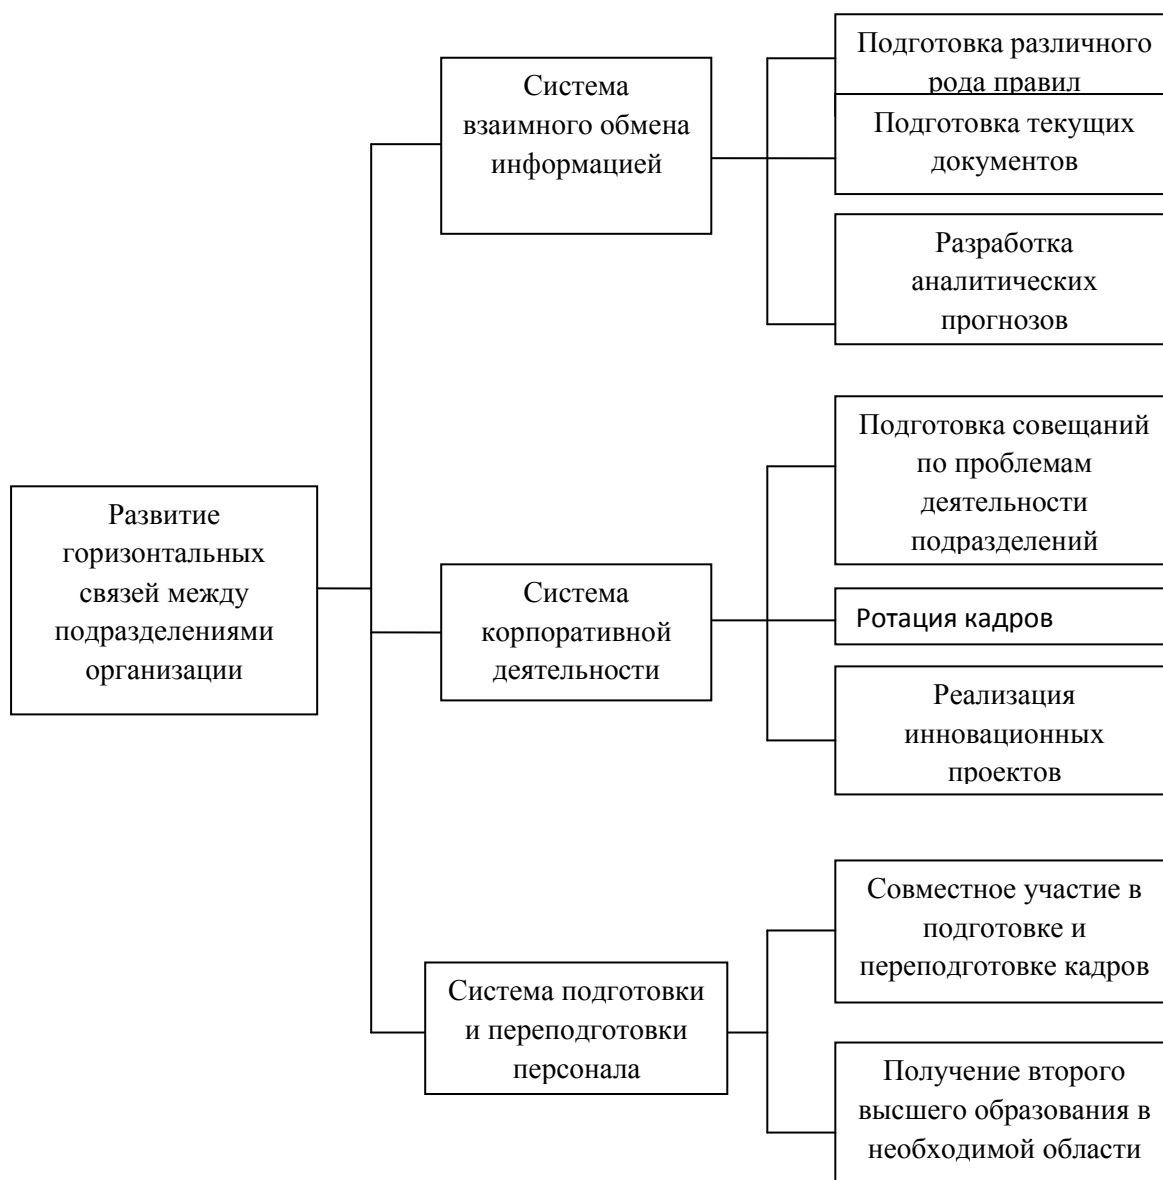 Развитие
горизонтальных
связей между
подразделениями
организации
Система
взаимного обмена
информацией
Подготовка различного
рода правил
Подготовка текущих
документов
Разработка
аналитических
прогнозов
Система
корпоративной
деятельности
Подготовка совещаний
по проблемам
деятельности
подразделений
Ротация кадров
Реализация
инновационных
проектов
Система подготовки
и переподготовки
персонала
Совместное участие в
подготовке и
переподготовке кадров
Получение второго
высшего образования в
необходимой области